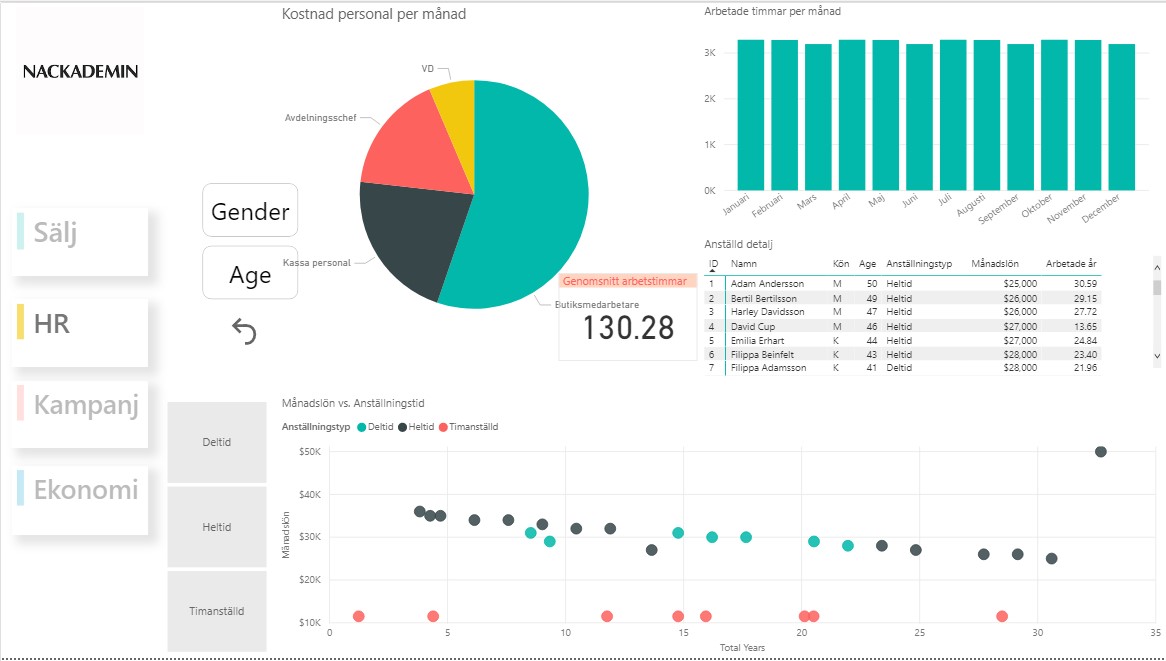 NACKADEMIN
Sälj
HR
Kampanj
Ekonomi
Gender
Age
Kostnad personal per månad
VD
Avdelningsschef
Kassa personal
Butiksmedarbetare
Genomsnitt arbetstimmar
130.28
Arbetade timmar per månad
3K
2K
1K
0K
Januari Februari Mars April Maj Juni Juli Augusti September Oktober November December
Anställd detalj
ID Namn Kön Age Anställningtyp Månadslön Arbetade år
1 Adam Andersson M 50 Heltid $25,000 30.59
2 Bertil Bertilsson M 49 Heltid $26,000 29.15
3 Harley Davidsson M 47 Heltid $26,000 27.72
4 David Cup M 46 Heltid $27,000 13.65
5 Emilia Erhart K 44 Heltid $27,000 24.84
6 Filippa Beinfelt K 43 Heltid $28,000 23.40
7 Filippa Adamsson K 41 Deltid $28,000 21.96
Deltid
Heltid
Timanställd
Månadslön vs. Anställningstid
Anställningtyp Deltid Heltid Timanställd
Månadslön
$50K
$40K
$30K
$20K
$10K
0 5 10 15 20 25 30 35
Total Years